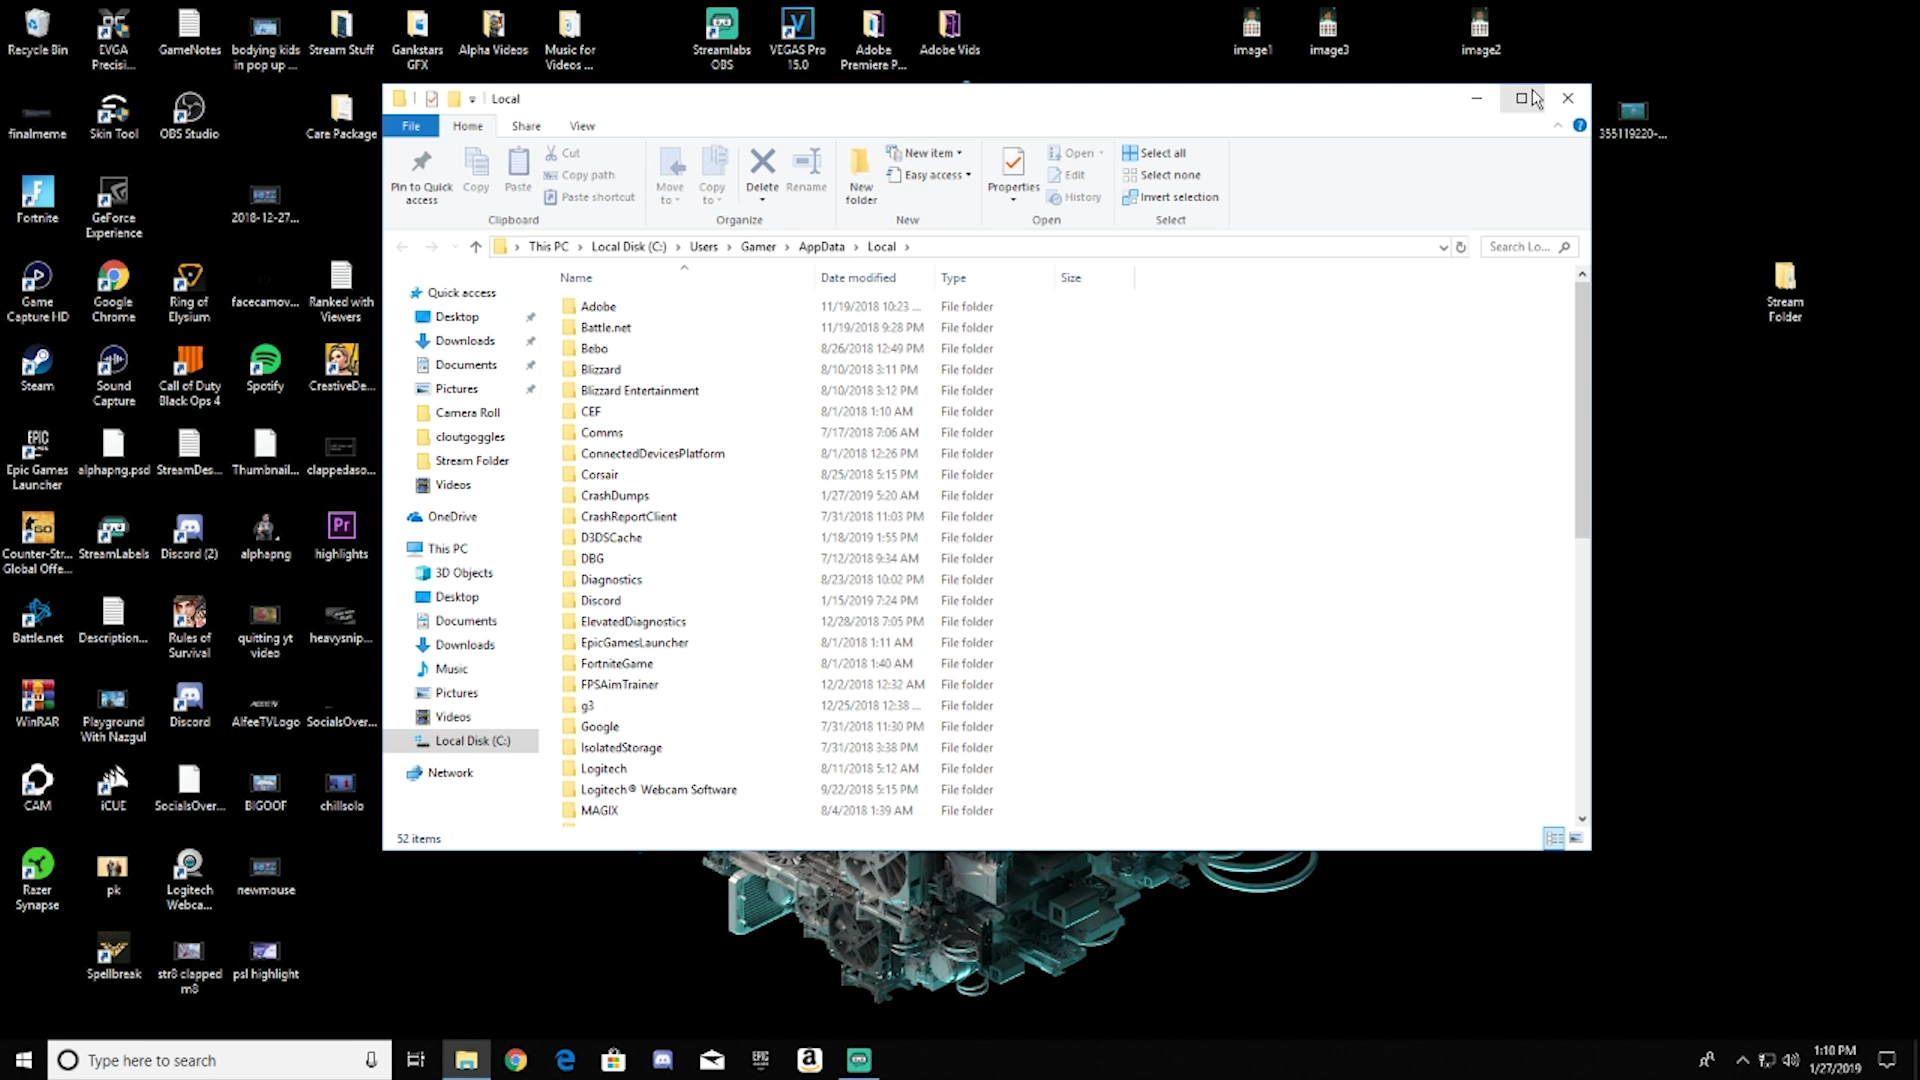 Recycle Bin
EVGA Precisi...
GameNotes
bodying kids in pop up ...
Stream Stuff
Gankstars GFX
Alpha Videos
Music for Videos ...
Streamlabs OBS
VEGAS Pro 15.0
Adobe Premiere P...
Adobe Vids
image1
image3
image2
finalmeme
Skin Tool
OBS Studio
Care Package
355119220-...
Fortnite
GeForce Experience
2018-12-27...
Game Capture HD
Google Chrome
Ring of Elysium
facecamov...
Ranked with Viewers
Stream Folder
Steam
Sound Capture
Call of Duty Black Ops 4
Spotify
CreativeDe...
EPIC GAMES
Epic Games Launcher
alphapng.psd
StreamDes...
Thumbnail...
clappedaso...
Counter-Str... Global Offe...
StreamLabels
Discord (2)
alphapng
Pr
highlights
Battle.net
Description...
Rules of Survival
quitting yt video
heavysnip...
WinRAR
Playground With Nazgul
Discord
AlfeeTVLogo
SocialsOver...
CAM
iCUE
SocialsOver...
BIGOOF
chillsolo
Razer Synapse
pk
Logitech Webca...
newmouse
Spellbreak
str8 clapped m8
psl highlight
Local
File Home Share View
Pin to Quick access
Copy
Paste
Cut
Copy path
Paste shortcut
Clipboard
Move to
Copy to
Delete
Rename
Organize
New folder
New item
Easy access
New
Properties
Open
Edit
History
Open
Select all
Select none
Invert selection
Select
This PC > Local Disk (C:) > Users > Gamer > AppData > Local >
Search Lo...
Quick access
Desktop
Downloads
Documents
Pictures
Camera Roll
cloutgoggles
Stream Folder
Videos
OneDrive
This PC
3D Objects
Desktop
Documents
Downloads
Music
Pictures
Videos
Local Disk (C:)
Network
Name Date modified Type Size
Adobe 11/19/2018 10:23 ... File folder
Battle.net 11/19/2018 9:28 PM File folder
Bebo 8/26/2018 12:49 PM File folder
Blizzard 8/10/2018 3:11 PM File folder
Blizzard Entertainment 8/10/2018 3:12 PM File folder
CEF 8/1/2018 1:10 AM File folder
Comms 7/17/2018 7:06 AM File folder
ConnectedDevicesPlatform 8/1/2018 12:26 PM File folder
Corsair 8/25/2018 5:15 PM File folder
CrashDumps 1/27/2019 5:20 AM File folder
CrashReportClient 7/31/2018 11:03 PM File folder
D3DSCache 1/18/2019 1:55 PM File folder
DBG 7/12/2018 9:34 AM File folder
Diagnostics 8/23/2018 10:02 PM File folder
Discord 1/15/2019 7:24 PM File folder
ElevatedDiagnostics 12/28/2018 7:05 PM File folder
EpicGamesLauncher 8/1/2018 1:11 AM File folder
FortniteGame 8/1/2018 1:40 AM File folder
FPSAimTrainer 12/2/2018 12:32 AM File folder
g3 12/25/2018 12:38 ... File folder
Google 7/31/2018 11:30 PM File folder
IsolatedStorage 7/31/2018 3:38 PM File folder
Logitech 8/11/2018 5:12 AM File folder
Logitech® Webcam Software 9/22/2018 5:15 PM File folder
MAGIX 8/4/2018 1:39 AM File folder
52 items
Type here to search
1:10 PM
1/27/2019